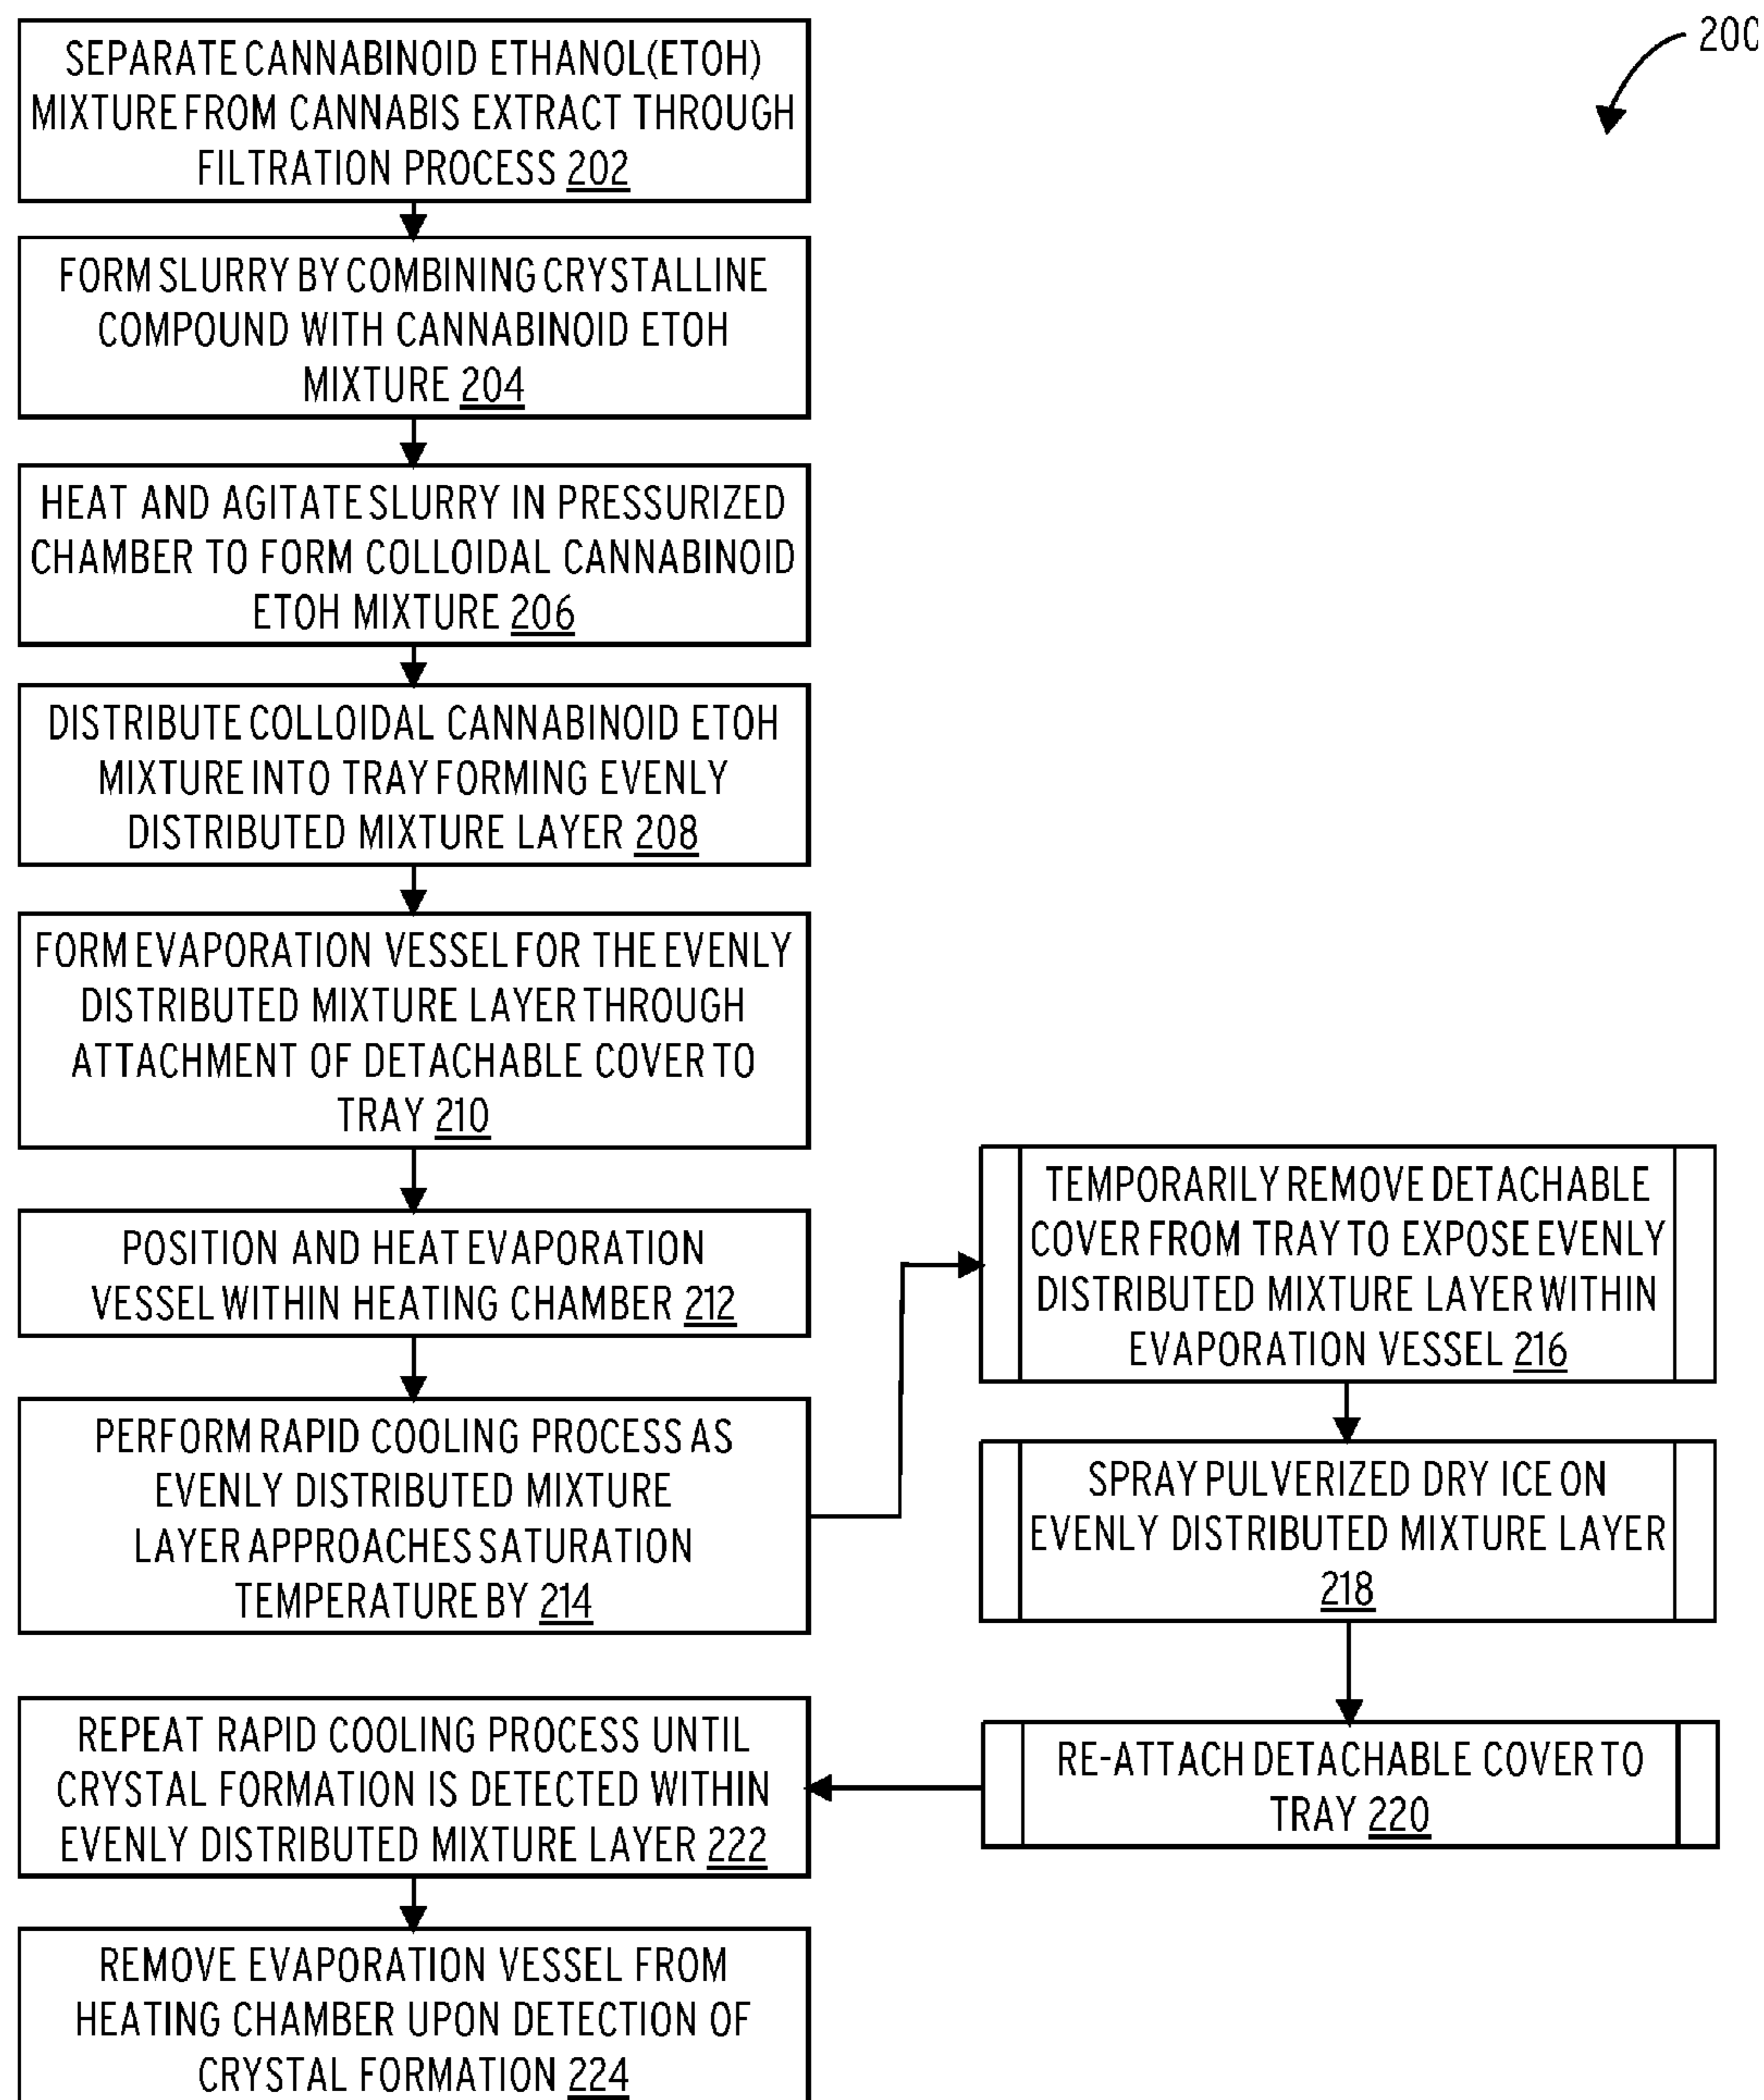 SEPARATE CANNABINOID ETHANOL(ETOH)
MIXTURE FROM CANNABIS EXTRACT THROUGH
FILTRATION PROCESS 202
FORM SLURRY BY COMBINING CRYSTALLINE
COMPOUND WITH CANNABINOID ETOH
MIXTURE 204
HEAT AND AGITATE SLURRY IN PRESSURIZED
CHAMBER TO FORM COLLOIDAL CANNABINOID
ETOH MIXTURE 206
DISTRIBUTE COLLOIDAL CANNABINOID ETOH
MIXTURE INTO TRAY FORMING EVENLY
DISTRIBUTED MIXTURE LAYER 208
FORM EVAPORATION VESSEL FOR THE EVENLY
DISTRIBUTED MIXTURE LAYER THROUGH
ATTACHMENT OF DETACHABLE COVER TO
TRAY 210
POSITION AND HEAT EVAPORATION
VESSEL WITHIN HEATING CHAMBER 212
PERFORM RAPID COOLING PROCESS AS
EVENLY DISTRIBUTED MIXTURE
LAYER APPROACHES SATURATION
TEMPERATURE BY 214
TEMPORARILY REMOVE DETACHABLE
COVER FROM TRAY TO EXPOSE EVENLY
DISTRIBUTED MIXTURE LAYER WITHIN
EVAPORATION VESSEL 216
SPRAY PULVERIZED DRY ICE ON
EVENLY DISTRIBUTED MIXTURE LAYER
218
RE-ATTACH DETACHABLE COVER TO
TRAY 220
REPEAT RAPID COOLING PROCESS UNTIL
CRYSTAL FORMATION IS DETECTED WITHIN
EVENLY DISTRIBUTED MIXTURE LAYER 222
REMOVE EVAPORATION VESSEL FROM
HEATING CHAMBER UPON DETECTION OF
CRYSTAL FORMATION 224
200